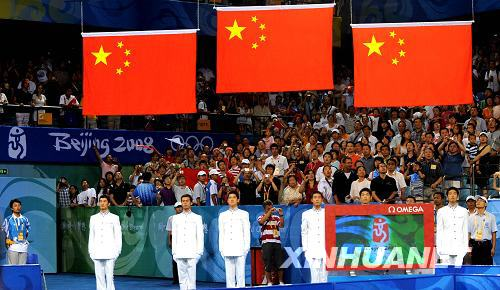 Beijing 2008
Ω OMEGA
XINHUANET